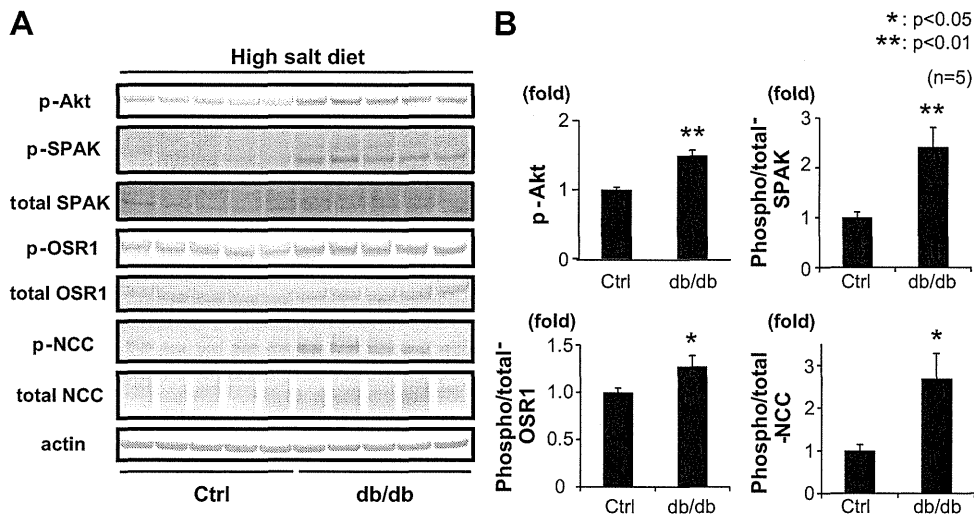 A
High salt diet
p-Akt
p-SPAK
total SPAK
p-OSR1
total OSR1
p-NCC
total NCC
actin
Ctrl db/db
B
*: p<0.05
**: p<0.01
(n=5)
(fold)
p-Akt
2
1
0
**
Ctrl db/db
(fold)
Phospho/total-
SPAK
3
2
1
0
**
Ctrl db/db
(fold)
Phospho/total-
OSR1
1.5
1.0
0.5
0
*
Ctrl db/db
(fold)
Phospho/total
-NCC
3
2
1
0
*
Ctrl db/db